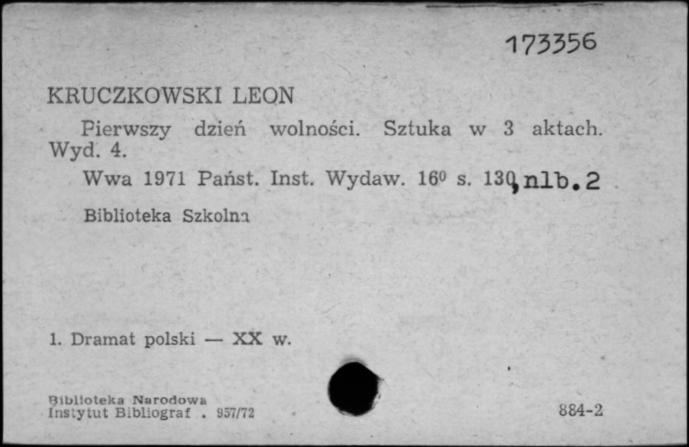 173356
KRUCZKOWSKI LEON
Pierwszy dzień wolności. Sztuka w 3 aktach.
Wyd. 4.
Wwa 1971 Państ. Inst. Wydaw. 16⁰ s. 130, nlb. 2
Biblioteka Szkolna
1. Dramat polski — XX w.
Biblioteka Narodowa
Instytut Bibliograf . 957/72
884-2